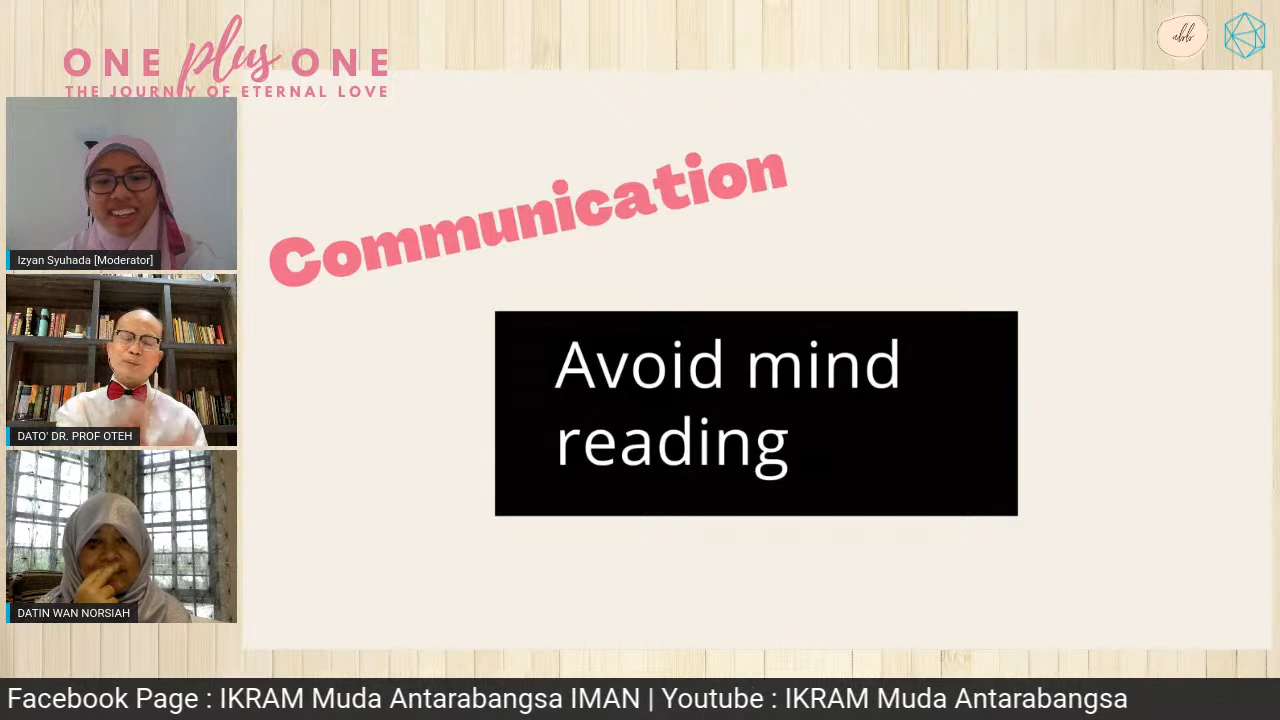 ONE plus ONE
THE JOURNEY OF ETERNAL LOVE
Communication
Izyan Syuhada [Moderator]
Avoid mind
reading
DATO' DR. PROF OTEH
DATIN WAN NORSIAH
Facebook Page : IKRAM Muda Antarabangsa IMAN | Youtube : IKRAM Muda Antarabangsa